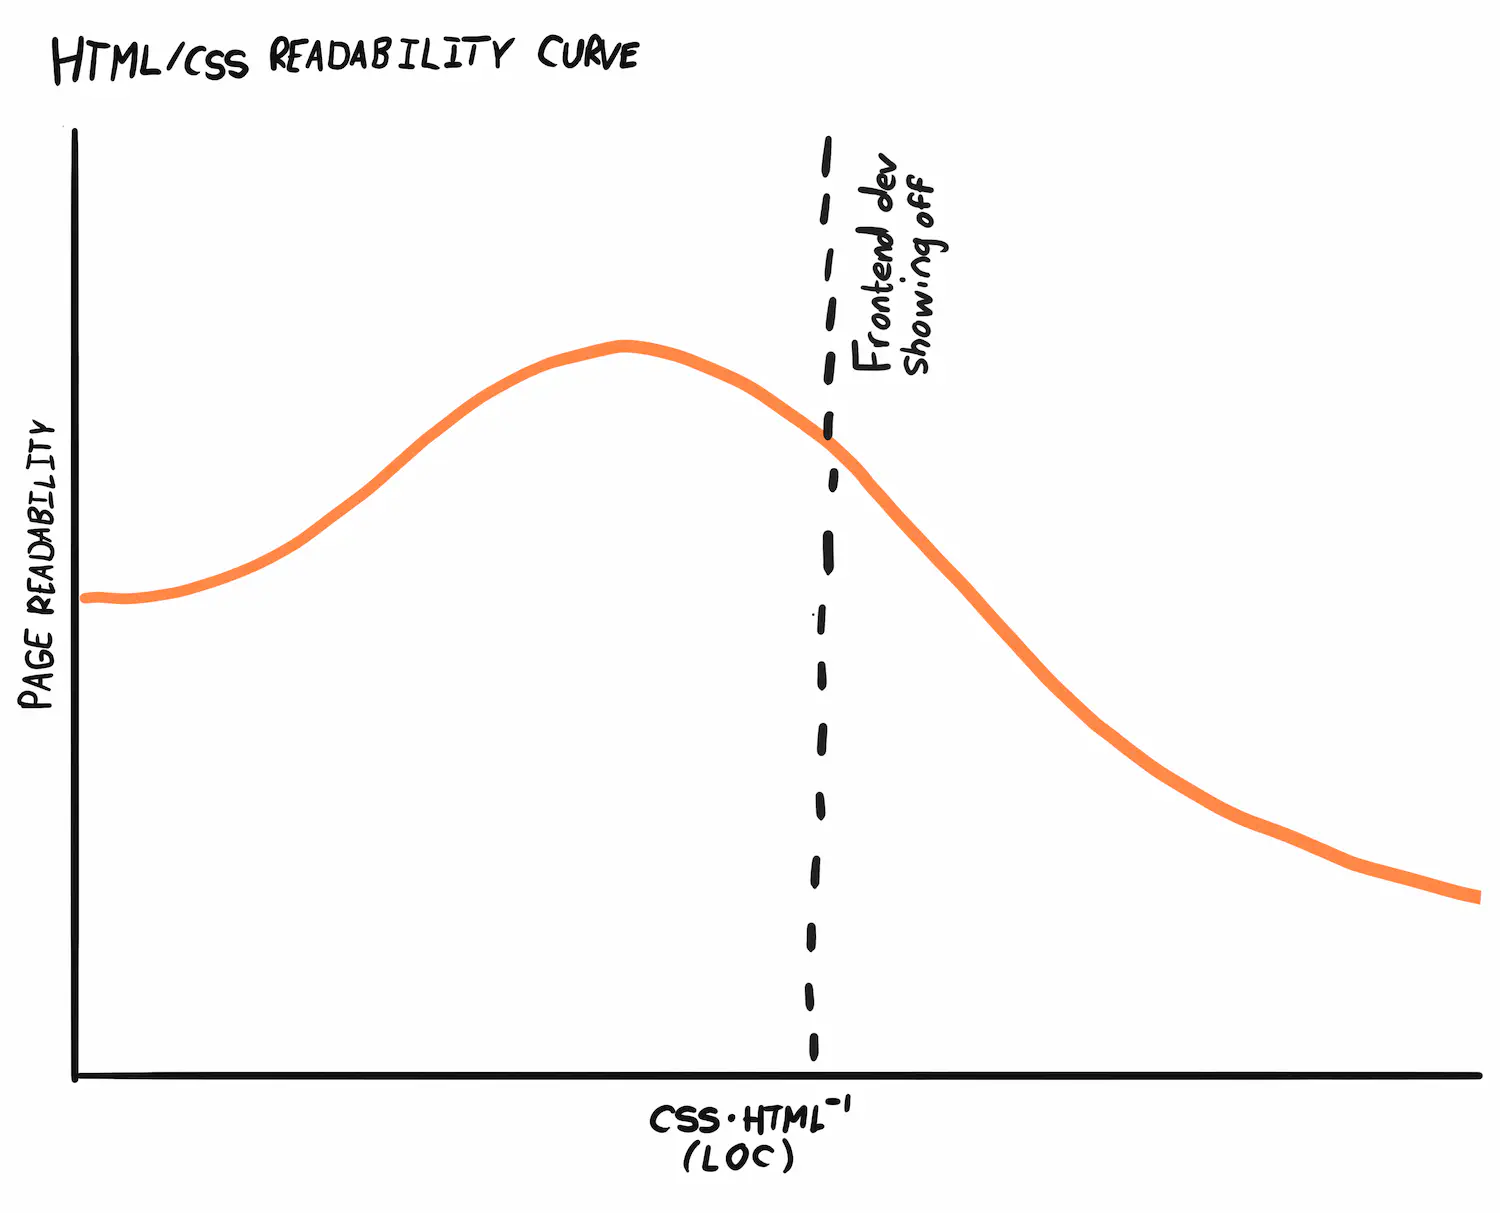 HTML/CSS READABILITY CURVE
Frontend dev
showing off
PAGE READABILITY
CSS·HTML⁻¹
(LOC)